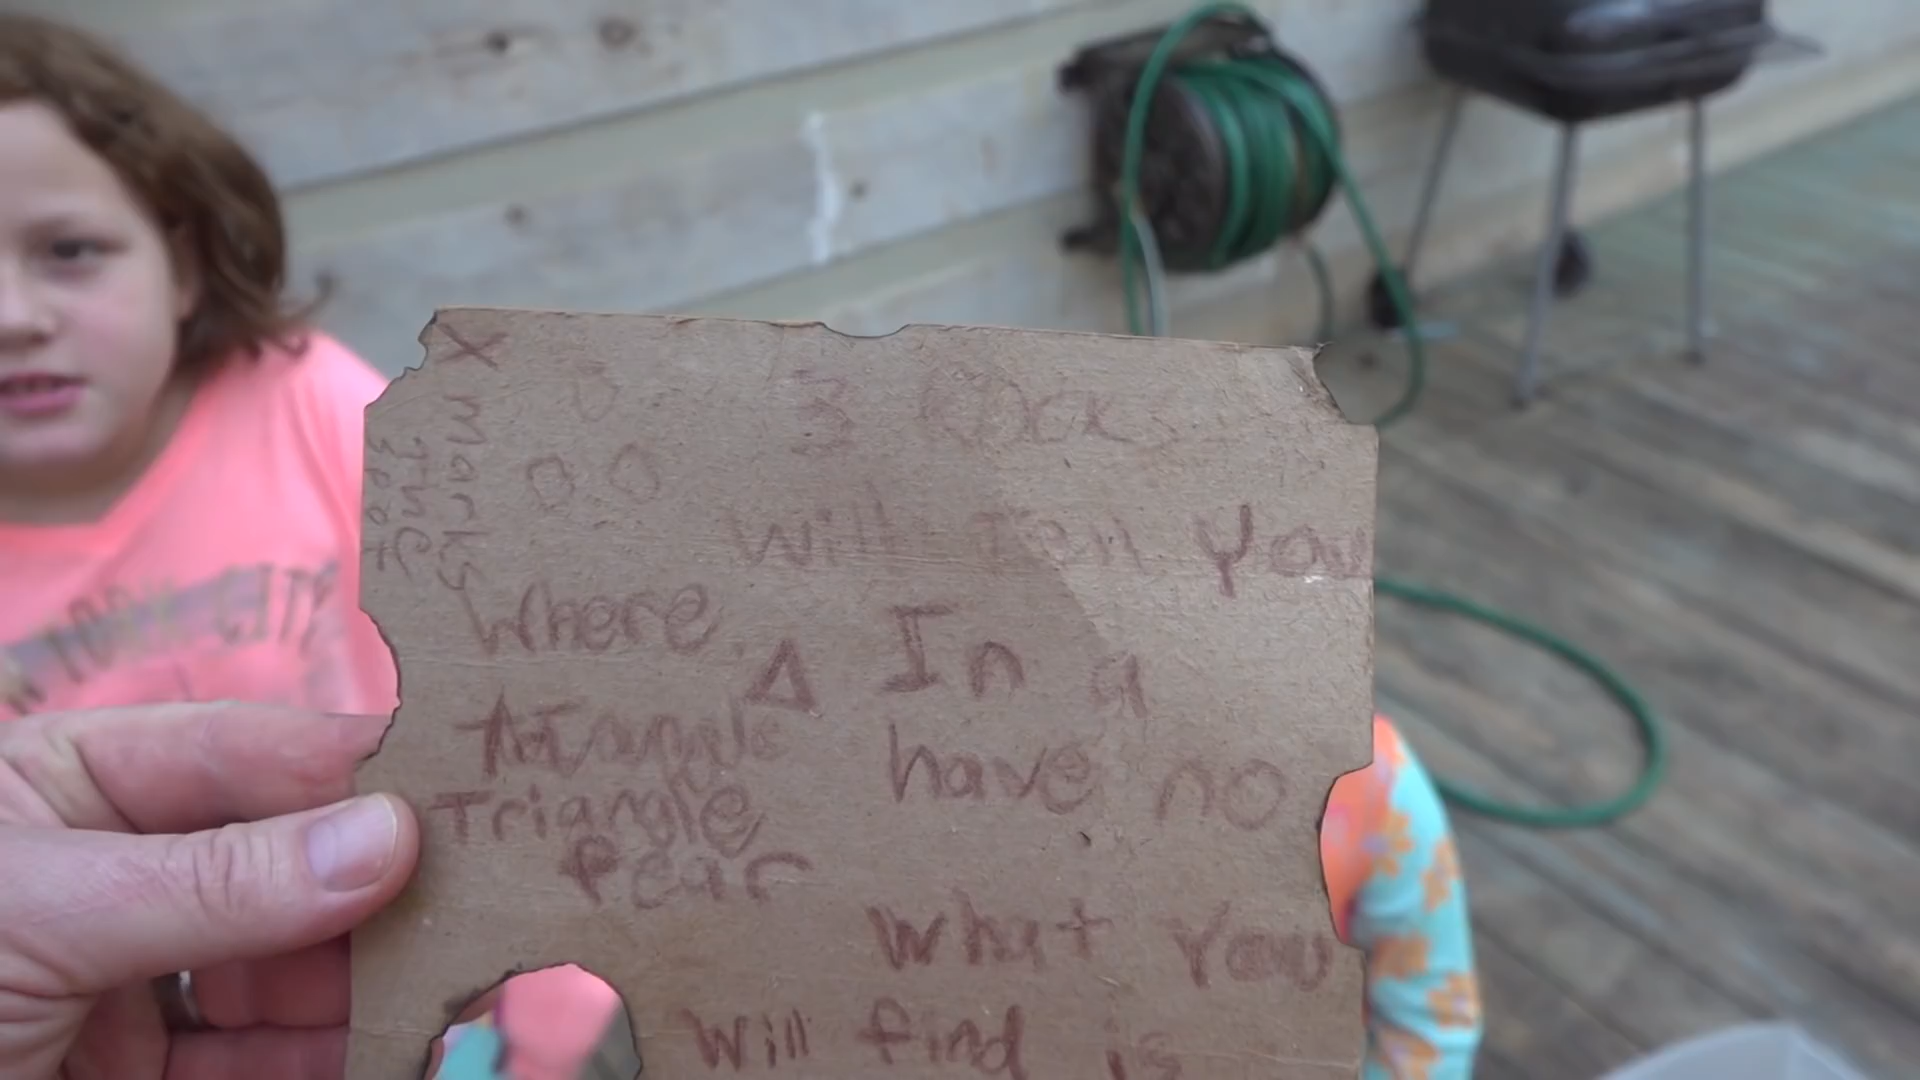 X marks
the
spot
3 Rocks
Will Tell You
Where. In a
Triangle have no
fear
What You
Will find is
CITY